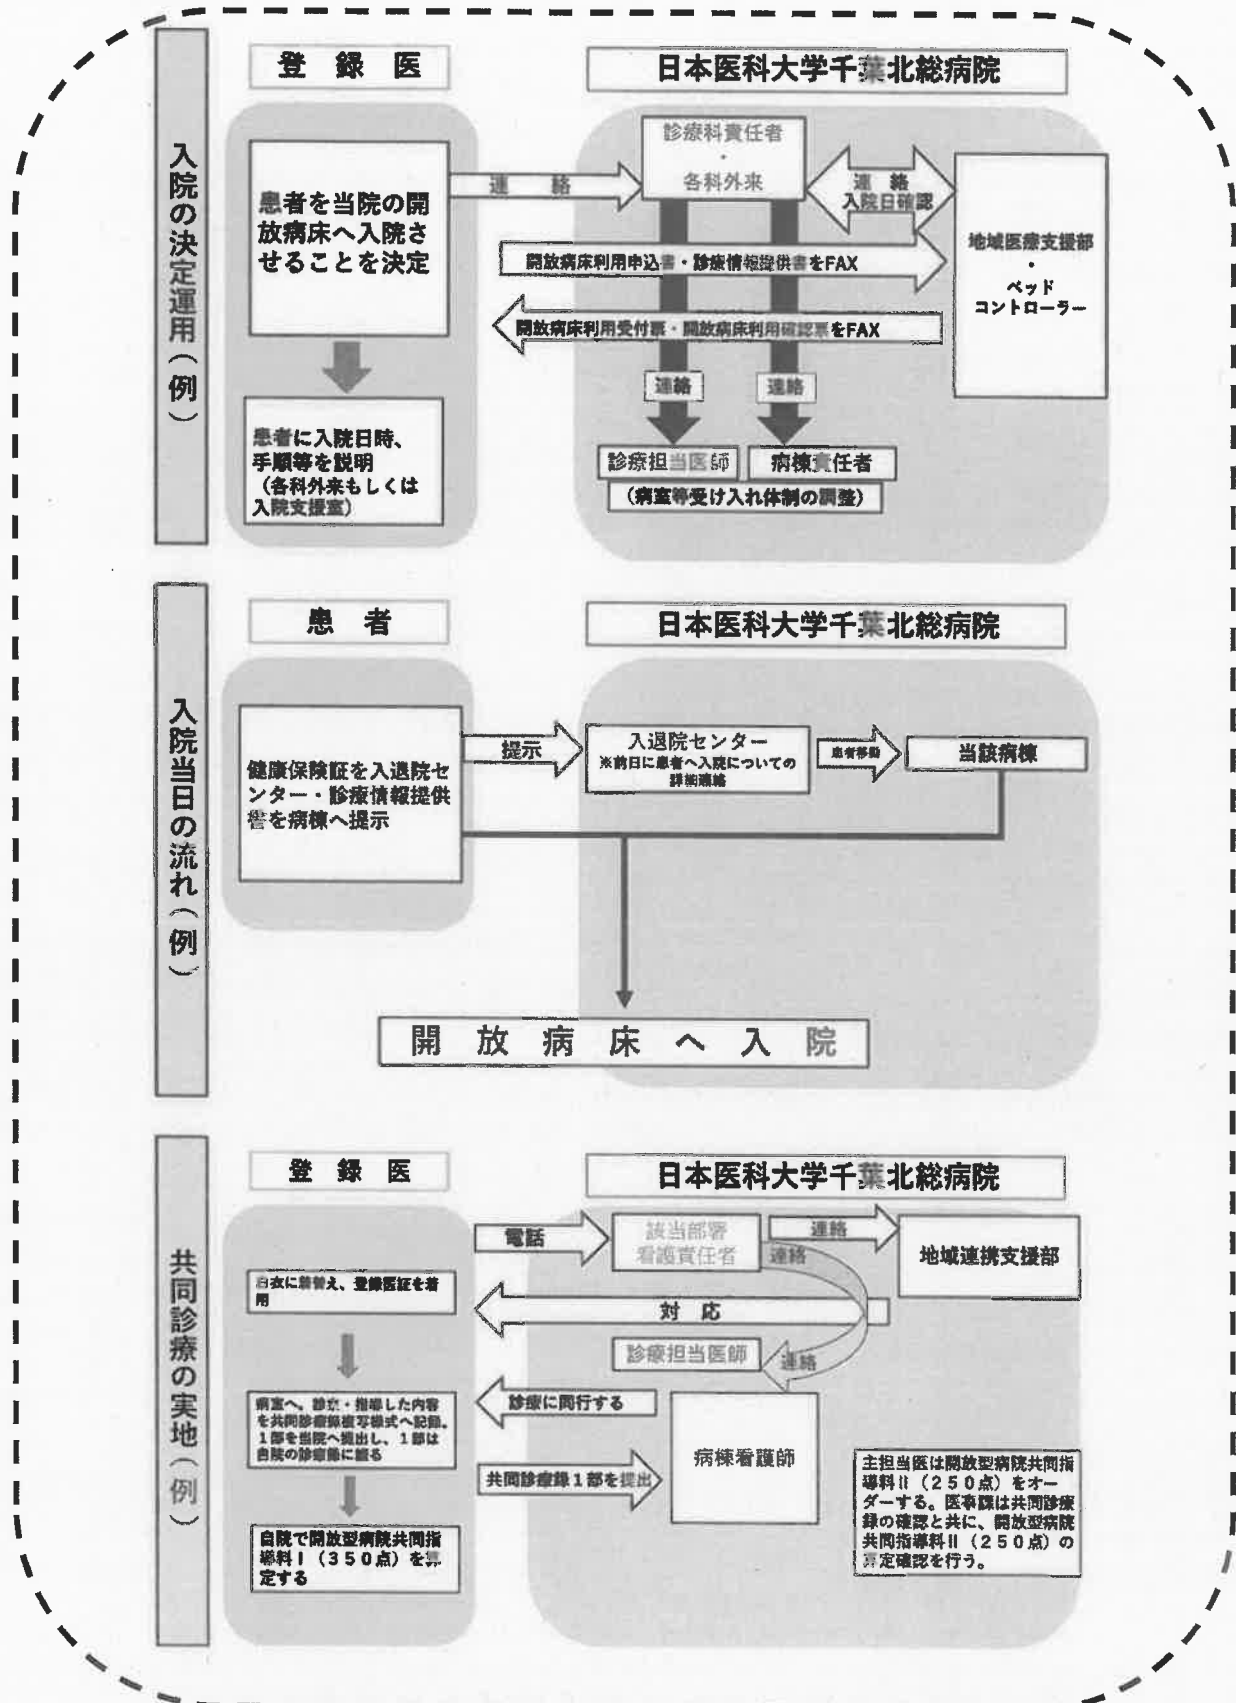 入院の決定運用（例）
登録医
日本医科大学千葉北総病院
患者を当院の開
放病床へ入院さ
せることを決定
連絡
診療科責任者
・
各科外来
連絡
入院日確認
地域医療支援部
・
ベッド
コントローラー
開放病床利用申込書・診療情報提供書をFAX
開放病床利用受付票・開放病床利用確認票をFAX
連絡
連絡
患者に入院日時、
手順等を説明
（各科外来もしくは
入院支援室）
診療担当医師
病棟責任者
（病室等受け入れ体制の調整）
入院当日の流れ（例）
患者
日本医科大学千葉北総病院
健康保険証を入退院セ
ンター・診療情報提供
書を病棟へ提示
提示
入退院センター
※前日に患者へ入院についての
詳細連絡
患者移動
当該病棟
開放病床へ入院
共同診療の実地（例）
登録医
日本医科大学千葉北総病院
電話
該当部署
看護責任者
連絡
連絡
地域連携支援部
白衣に着替え、登録医証を着
用
対応
診療担当医師
連絡
病室へ。診察・指導した内容
を共同診療録複写様式へ記録。
１部を当院へ提出し、１部は
自院の診療録に綴る
診療に同行する
共同診療録１部を提出
病棟看護師
自院で開放型病院共同指
導料Ⅰ（３５０点）を算
定する
主担当医は開放型病院共同指
導料Ⅱ（２５０点）をオー
ダーする。医事課は共同診療
録の確認と共に、開放型病院
共同指導料Ⅱ（２５０点）の
算定確認を行う。